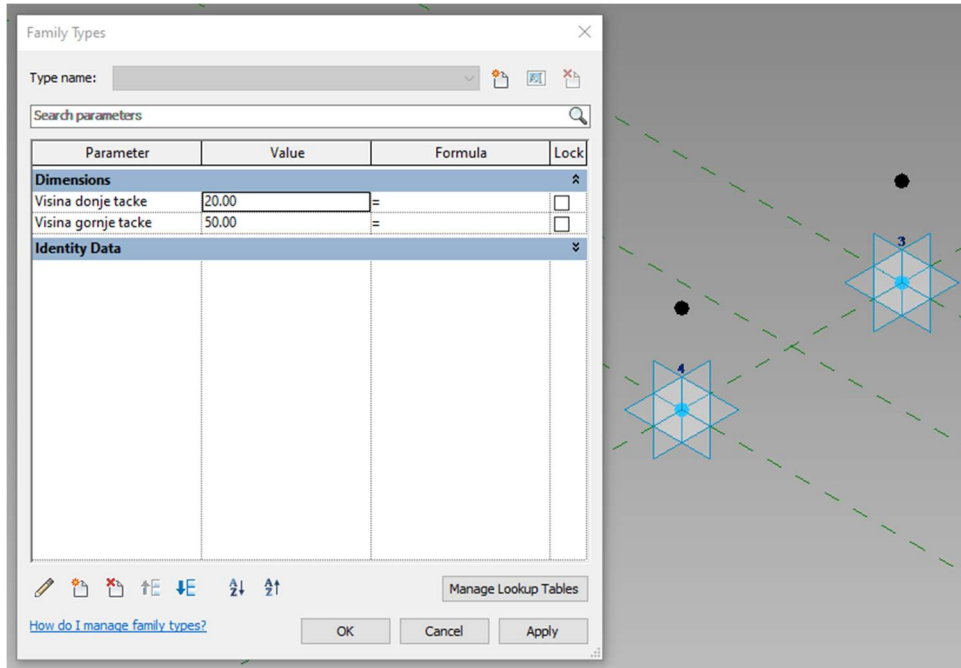 Family Types
Type name:
Search parameters
Parameter Value Formula Lock
Dimensions
Visina donje tacke 20.00 =
Visina gornje tacke 50.00 =
Identity Data
3
4
Manage Lookup Tables
How do I manage family types?
OK Cancel Apply